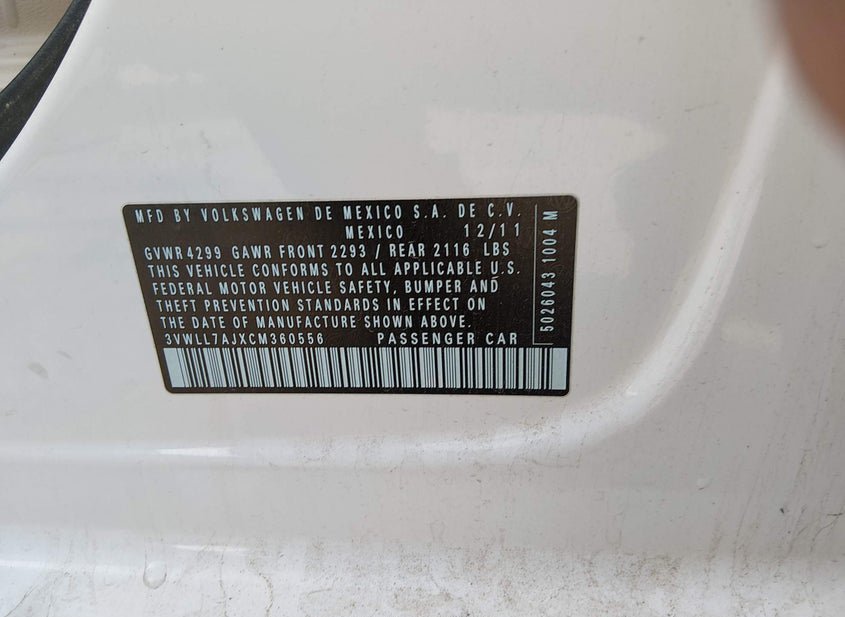 MFD BY VOLKSWAGEN DE MEXICO S.A. DE C.V.
MEXICO 12/11
GVWR 4299 GAWR FRONT 2293 / REAR 2116 LBS
THIS VEHICLE CONFORMS TO ALL APPLICABLE U.S.
FEDERAL MOTOR VEHICLE SAFETY, BUMPER AND
THEFT PREVENTION STANDARDS IN EFFECT ON
THE DATE OF MANUFACTURE SHOWN ABOVE.
3VWLL7AJXCM360556 PASSENGER CAR
5026043 1004 M